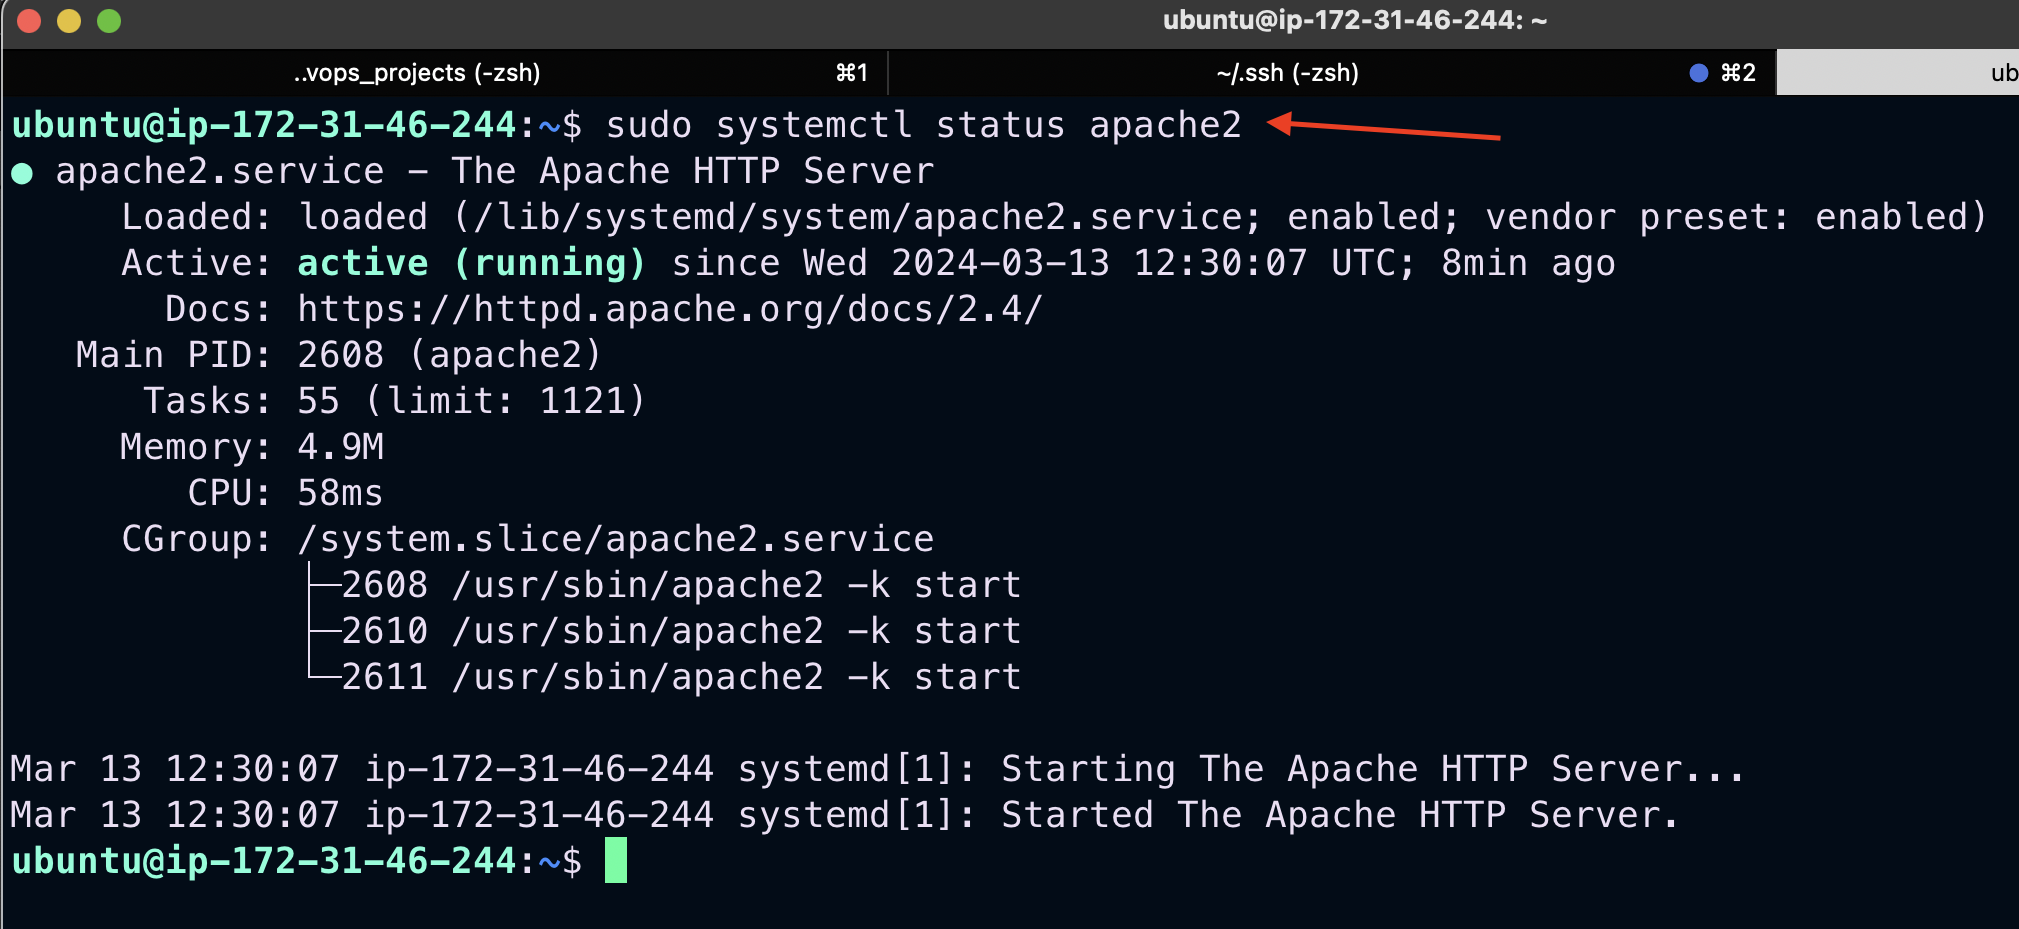 ubuntu@ip-172-31-46-244: ~
..vops_projects (-zsh) ⌘1 ~/.ssh (-zsh) ⌘2 ub
ubuntu@ip-172-31-46-244:~$ sudo systemctl status apache2
● apache2.service - The Apache HTTP Server
     Loaded: loaded (/lib/systemd/system/apache2.service; enabled; vendor preset: enabled)
     Active: active (running) since Wed 2024-03-13 12:30:07 UTC; 8min ago
       Docs: https://httpd.apache.org/docs/2.4/
   Main PID: 2608 (apache2)
      Tasks: 55 (limit: 1121)
     Memory: 4.9M
        CPU: 58ms
     CGroup: /system.slice/apache2.service
             ├─2608 /usr/sbin/apache2 -k start
             ├─2610 /usr/sbin/apache2 -k start
             └─2611 /usr/sbin/apache2 -k start
Mar 13 12:30:07 ip-172-31-46-244 systemd[1]: Starting The Apache HTTP Server...
Mar 13 12:30:07 ip-172-31-46-244 systemd[1]: Started The Apache HTTP Server.
ubuntu@ip-172-31-46-244:~$